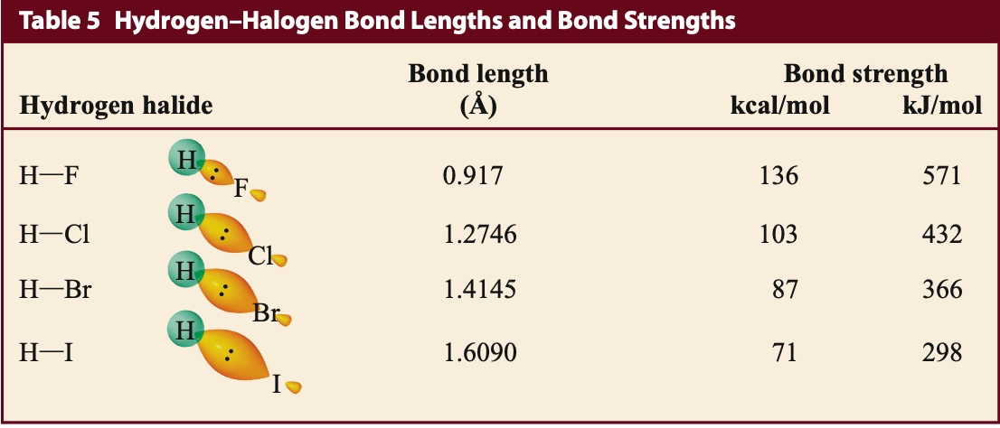 Table 5 Hydrogen–Halogen Bond Lengths and Bond Strengths
Bond length Bond strength
Hydrogen halide (Å) kcal/mol kJ/mol
H—F H F 0.917 136 571
H—Cl H Cl 1.2746 103 432
H—Br H Br 1.4145 87 366
H—I H I 1.6090 71 298